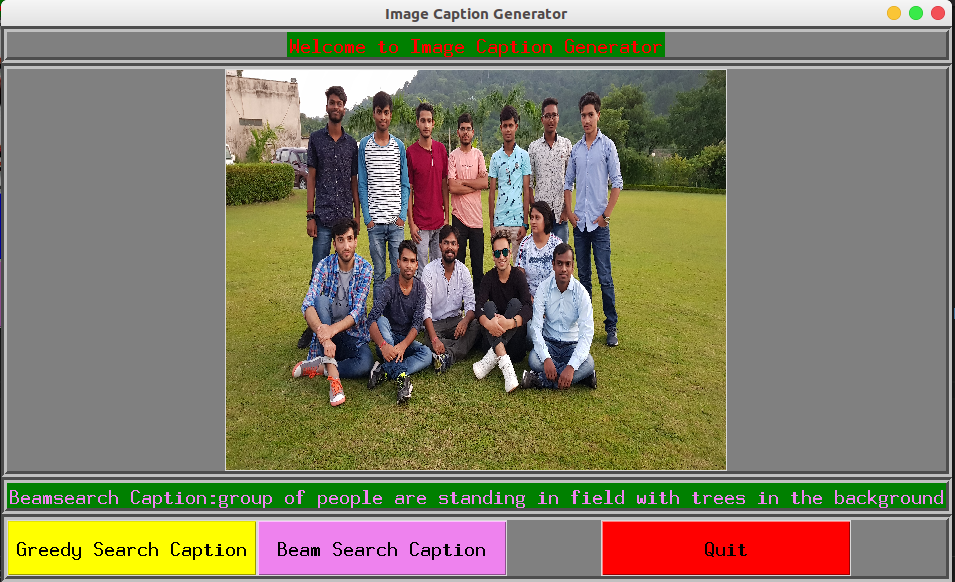 Image Caption Generator
Welcome to Image Caption Generator
Beamsearch Caption:group of people are standing in field with trees in the background
Greedy Search Caption Beam Search Caption Quit